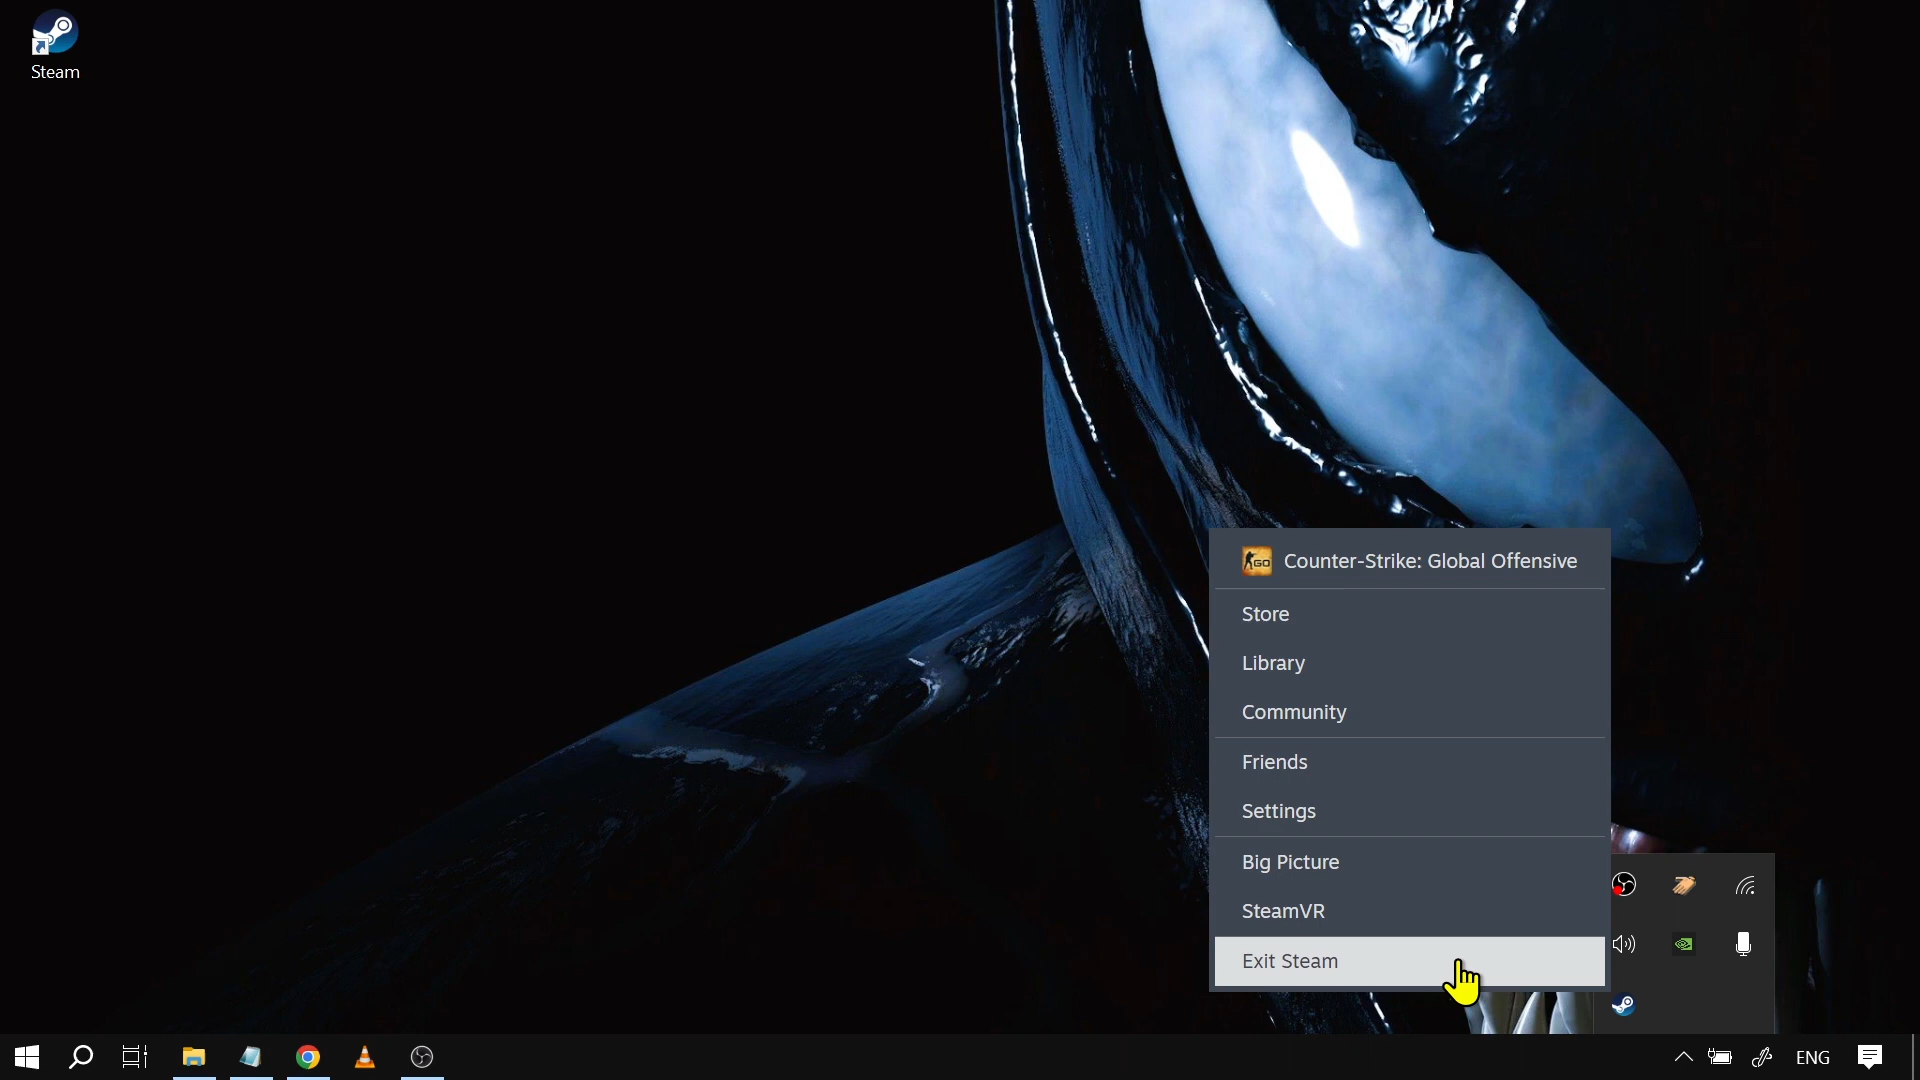 Steam
Counter-Strike: Global Offensive
Store
Library
Community
Friends
Settings
Big Picture
SteamVR
Exit Steam
ENG